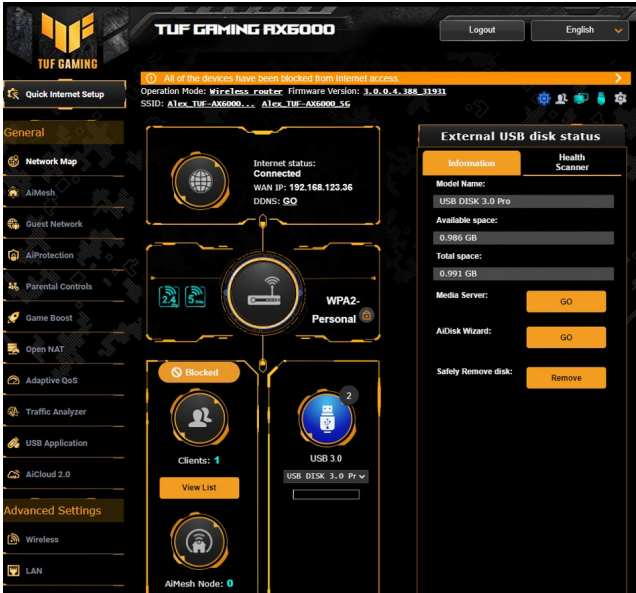 TUF GAMING
TUF GAMING AX6000
Logout
English
All of the devices have been blocked from Internet access.
Quick Internet Setup
Operation Mode: Wireless router Firmware Version: 3.0.0.4.388_31931
SSID: Alex_TUF-AX6000... Alex_TUF-AX6000_5G
General
Network Map
AiMesh
Guest Network
AiProtection
Parental Controls
Game Boost
Open NAT
Adaptive QoS
Traffic Analyzer
USB Application
AiCloud 2.0
Advanced Settings
Wireless
LAN
Internet status:
Connected
WAN IP: 192.168.123.36
DDNS: GO
2.4 GHz
5 GHz
WPA2-
Personal
Blocked
Clients: 1
View List
AiMesh Node: 0
2
USB 3.0
USB DISK 3.0 Pr
External USB disk status
Information
Health
Scanner
Model Name:
USB DISK 3.0 Pro
Available space:
0.986 GB
Total space:
0.991 GB
Media Server:
GO
AiDisk Wizard:
GO
Safely Remove disk:
Remove